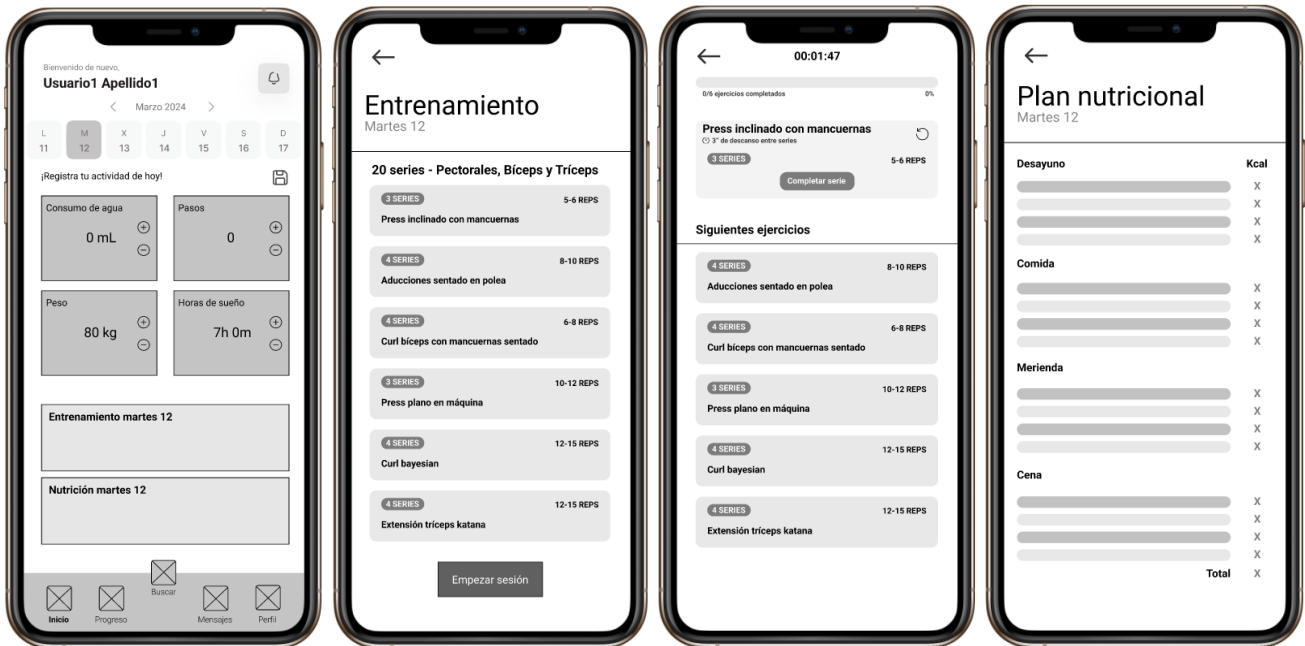 Bienvenido de nuevo,
Usuario1 Apellido1
Marzo 2024
L M X J V S D
11 12 13 14 15 16 17
¡Registra tu actividad de hoy!
Consumo de agua
0 mL
Pasos
0
Peso
80 kg
Horas de sueño
7h 0m
Entrenamiento martes 12
Nutrición martes 12
Inicio
Progreso
Buscar
Mensajes
Perfil
Entrenamiento
Martes 12
20 series - Pectorales, Bíceps y Tríceps
3 SERIES 5-6 REPS
Press inclinado con mancuernas
4 SERIES 8-10 REPS
Aducciones sentado en polea
4 SERIES 6-8 REPS
Curl bíceps con mancuernas sentado
3 SERIES 10-12 REPS
Press plano en máquina
4 SERIES 12-15 REPS
Curl bayesian
4 SERIES 12-15 REPS
Extensión tríceps katana
Empezar sesión
00:01:47
0/6 ejercicios completados 0%
Press inclinado con mancuernas
3" de descanso entre series
3 SERIES 5-6 REPS
Completar serie
Siguientes ejercicios
4 SERIES 8-10 REPS
Aducciones sentado en polea
4 SERIES 6-8 REPS
Curl bíceps con mancuernas sentado
3 SERIES 10-12 REPS
Press plano en máquina
4 SERIES 12-15 REPS
Curl bayesian
4 SERIES 12-15 REPS
Extensión tríceps katana
Plan nutricional
Martes 12
Desayuno Kcal
X
X
X
X
Comida
X
X
X
X
Merienda
X
X
X
X
Cena
X
X
X
X
Total X